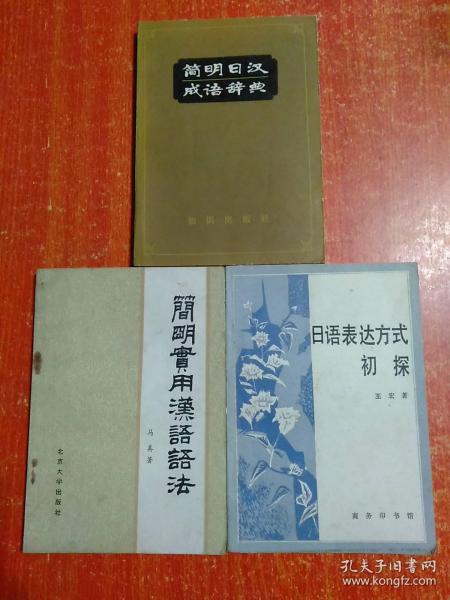 简明日汉
成语辞典
知识出版社
簡明實用漢語語法
马真著
北京大学出版社
日语表达方式
初探
王宏著
商务印书馆
孔夫子旧书网
www.kongfz.com